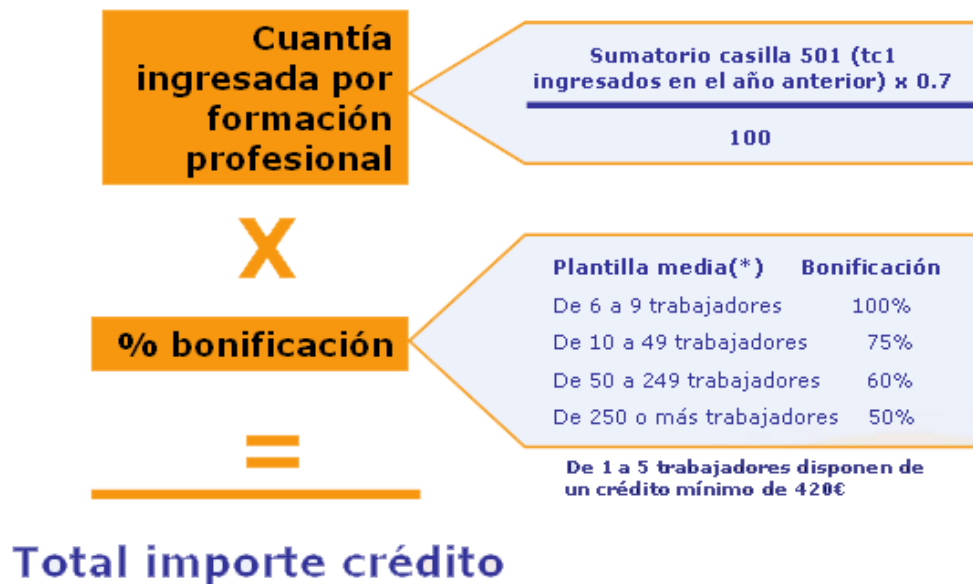 Cuantía
ingresada por
formación
profesional
Sumatorio casilla 501 (tc1
ingresados en el año anterior) x 0.7
100
X
% bonificación
Plantilla media(*) Bonificación
De 6 a 9 trabajadores 100%
De 10 a 49 trabajadores 75%
De 50 a 249 trabajadores 60%
De 250 o más trabajadores 50%
=
De 1 a 5 trabajadores disponen de
un crédito mínimo de 420€
Total importe crédito